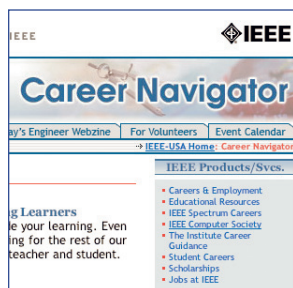 IEEE
IEEE
Career Navigator
ay's Engineer Webzine For Volunteers Event Calendar
IEEE-USA Home: Career Navigator
IEEE Products/Svcs.
Careers & Employment
Educational Resources
IEEE Spectrum Careers
IEEE Computer Society
The Institute Career
Guidance
Student Careers
Scholarships
Jobs at IEEE
g Learners
le your learning. Even
ing for the rest of our
teacher and student.